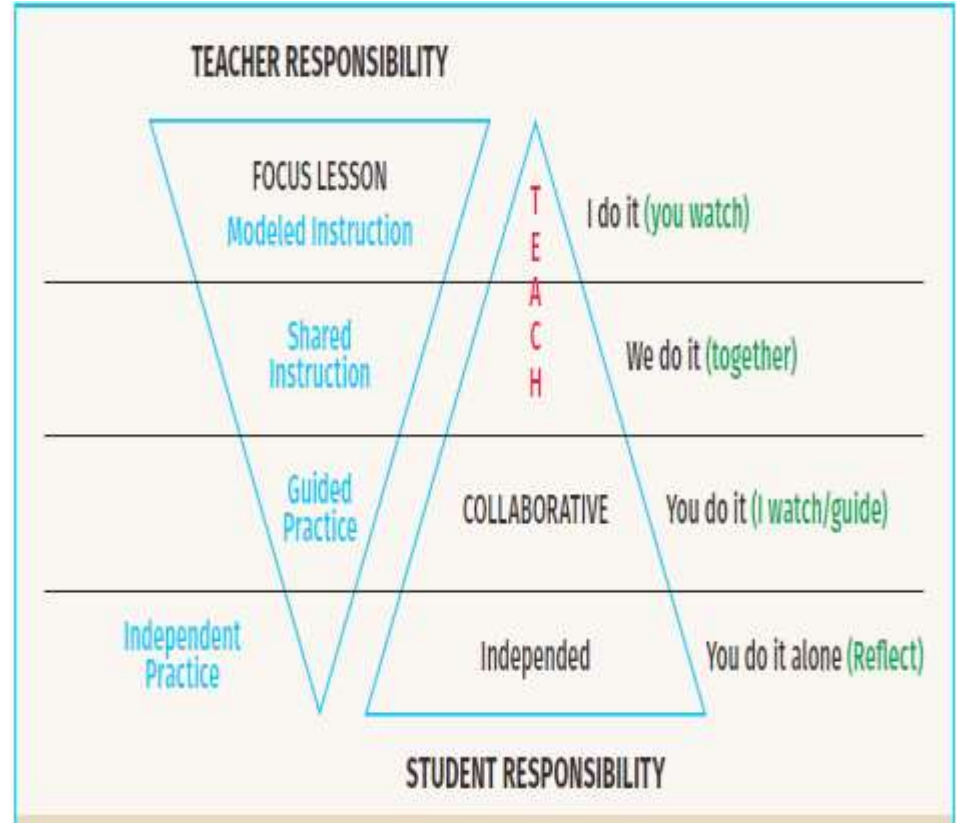 TEACHER RESPONSIBILITY
FOCUS LESSON
Modeled Instruction
T
E
A
C
H
I do it (you watch)
Shared
Instruction
We do it (together)
Guided
Practice
COLLABORATIVE
You do it (I watch/guide)
Independent
Practice
Independed
You do it alone (Reflect)
STUDENT RESPONSIBILITY